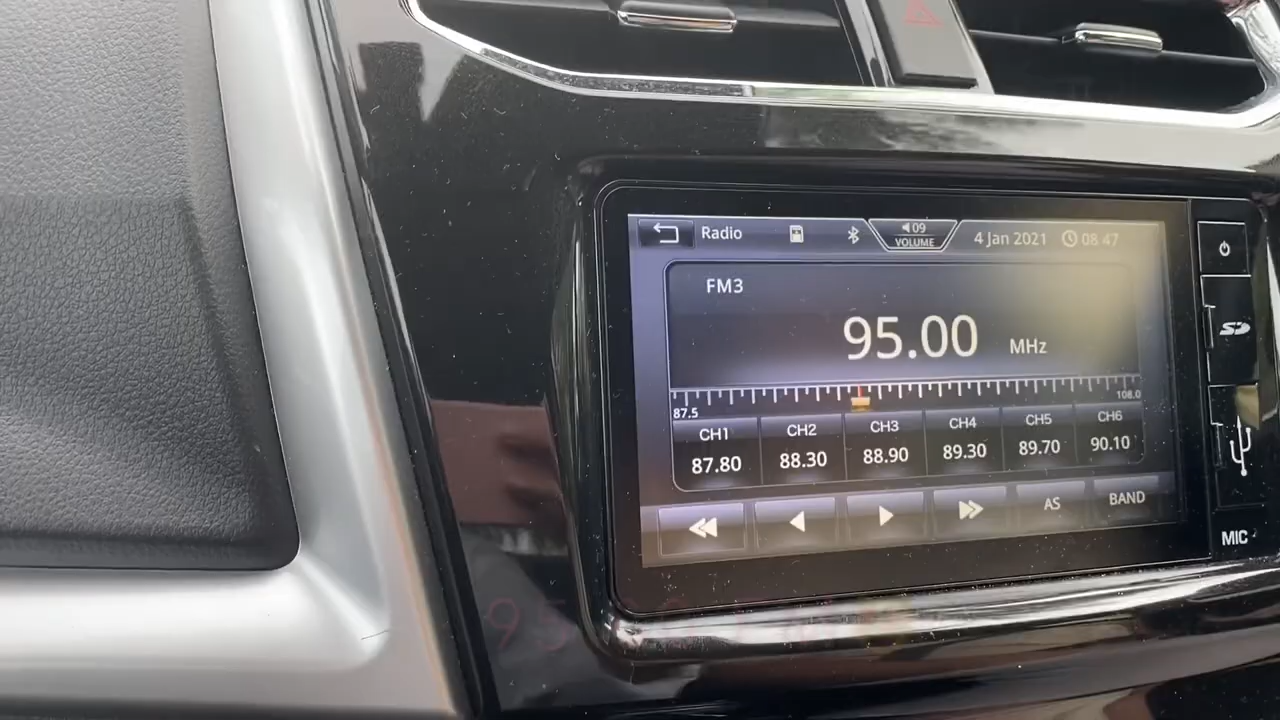 Radio 09 VOLUME 4 Jan 2021 08 47
FM3
95.00 MHz
87.5 108.0
CH1 CH2 CH3 CH4 CH5 CH6
87.80 88.30 88.90 89.30 89.70 90.10
AS BAND
SD
MIC